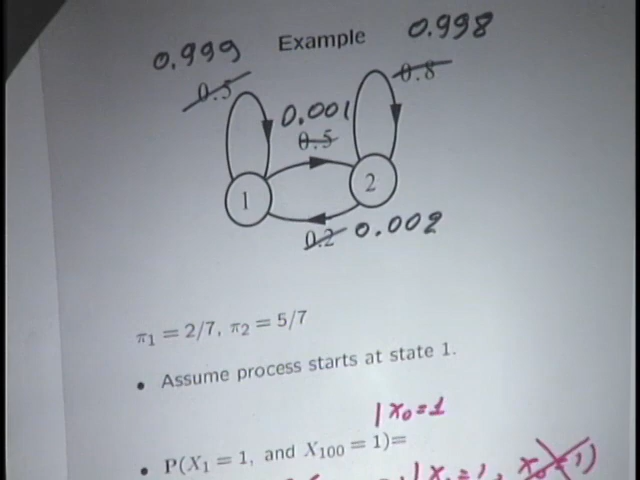 0.999 Example 0.998
0.5 0.8
0.001
0.5
1 2
0.2 0.002
π₁ = 2/7, π₂ = 5/7
• Assume process starts at state 1.
| X₀ = 1
• P(X₁ = 1, and X₁₀₀ = 1)=